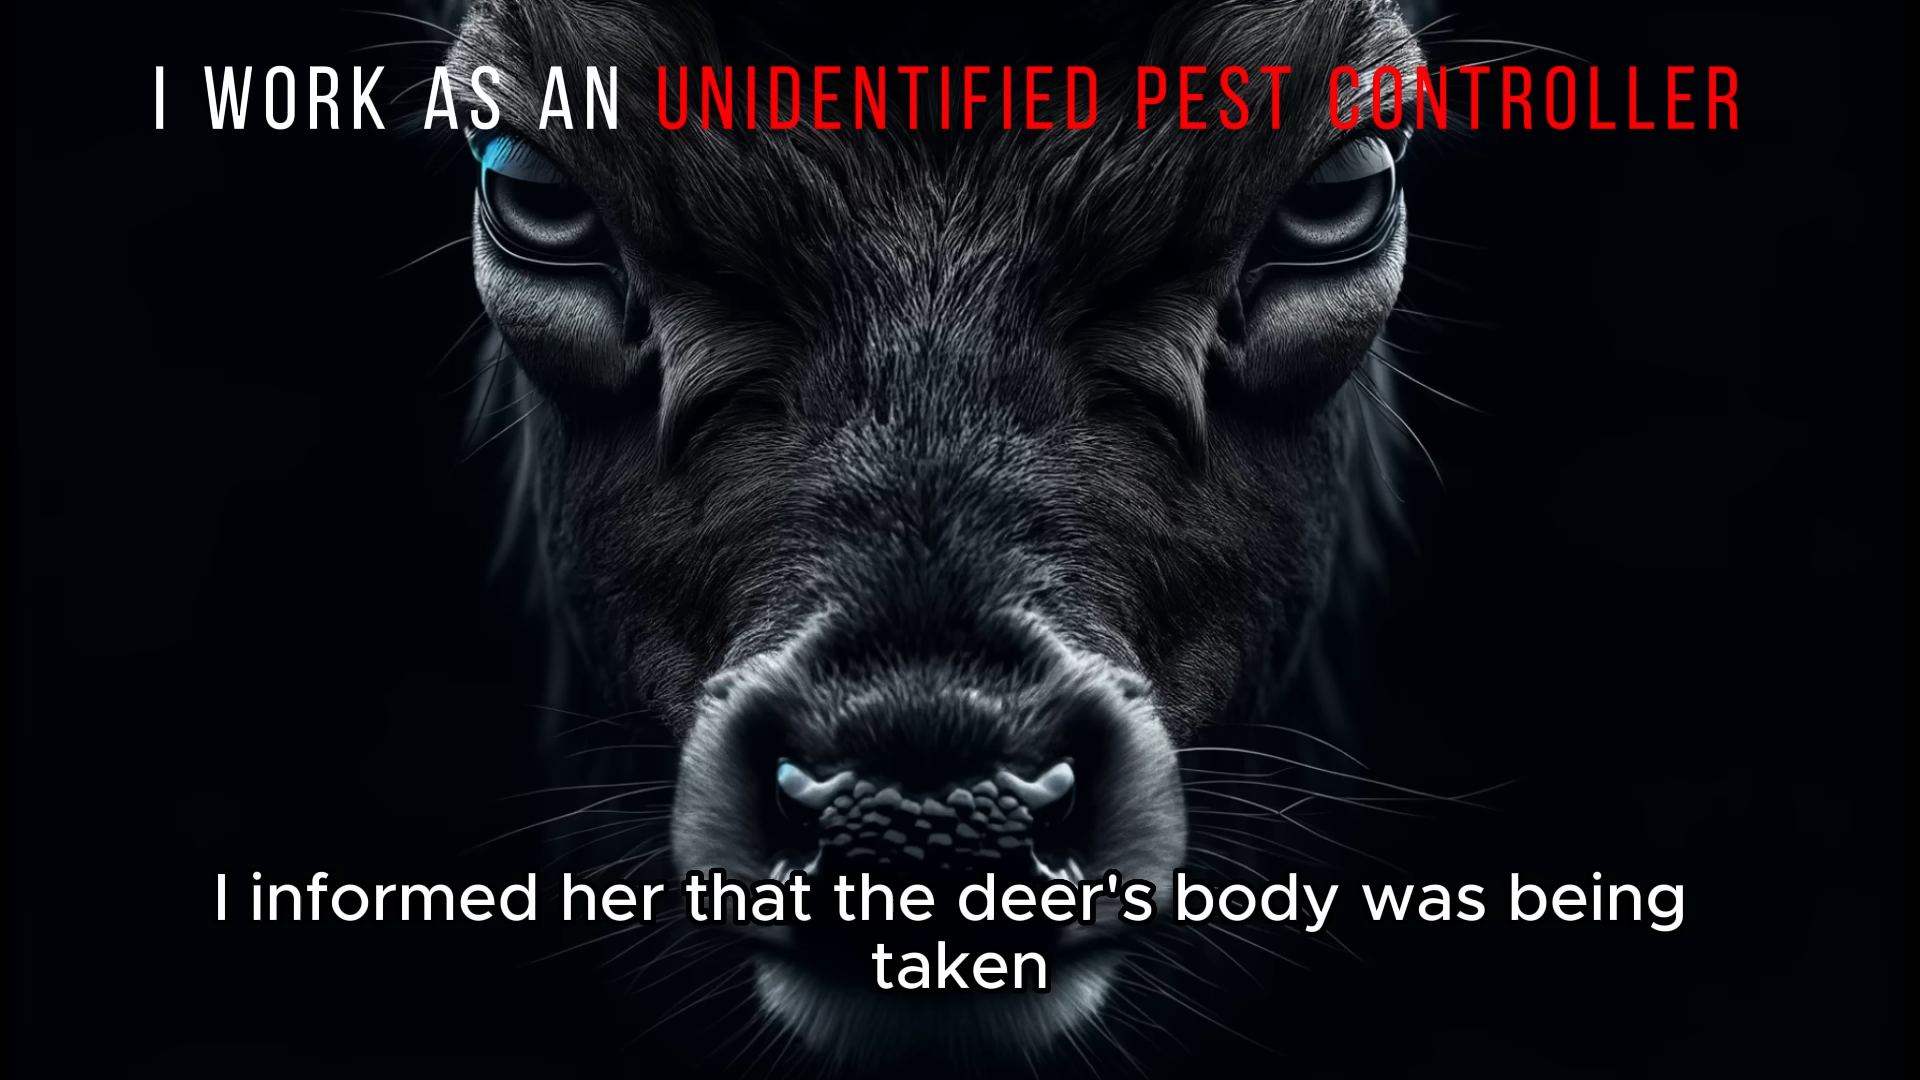 I WORK AS AN UNIDENTIFIED PEST CONTROLLER
I informed her that the deer's body was being
taken